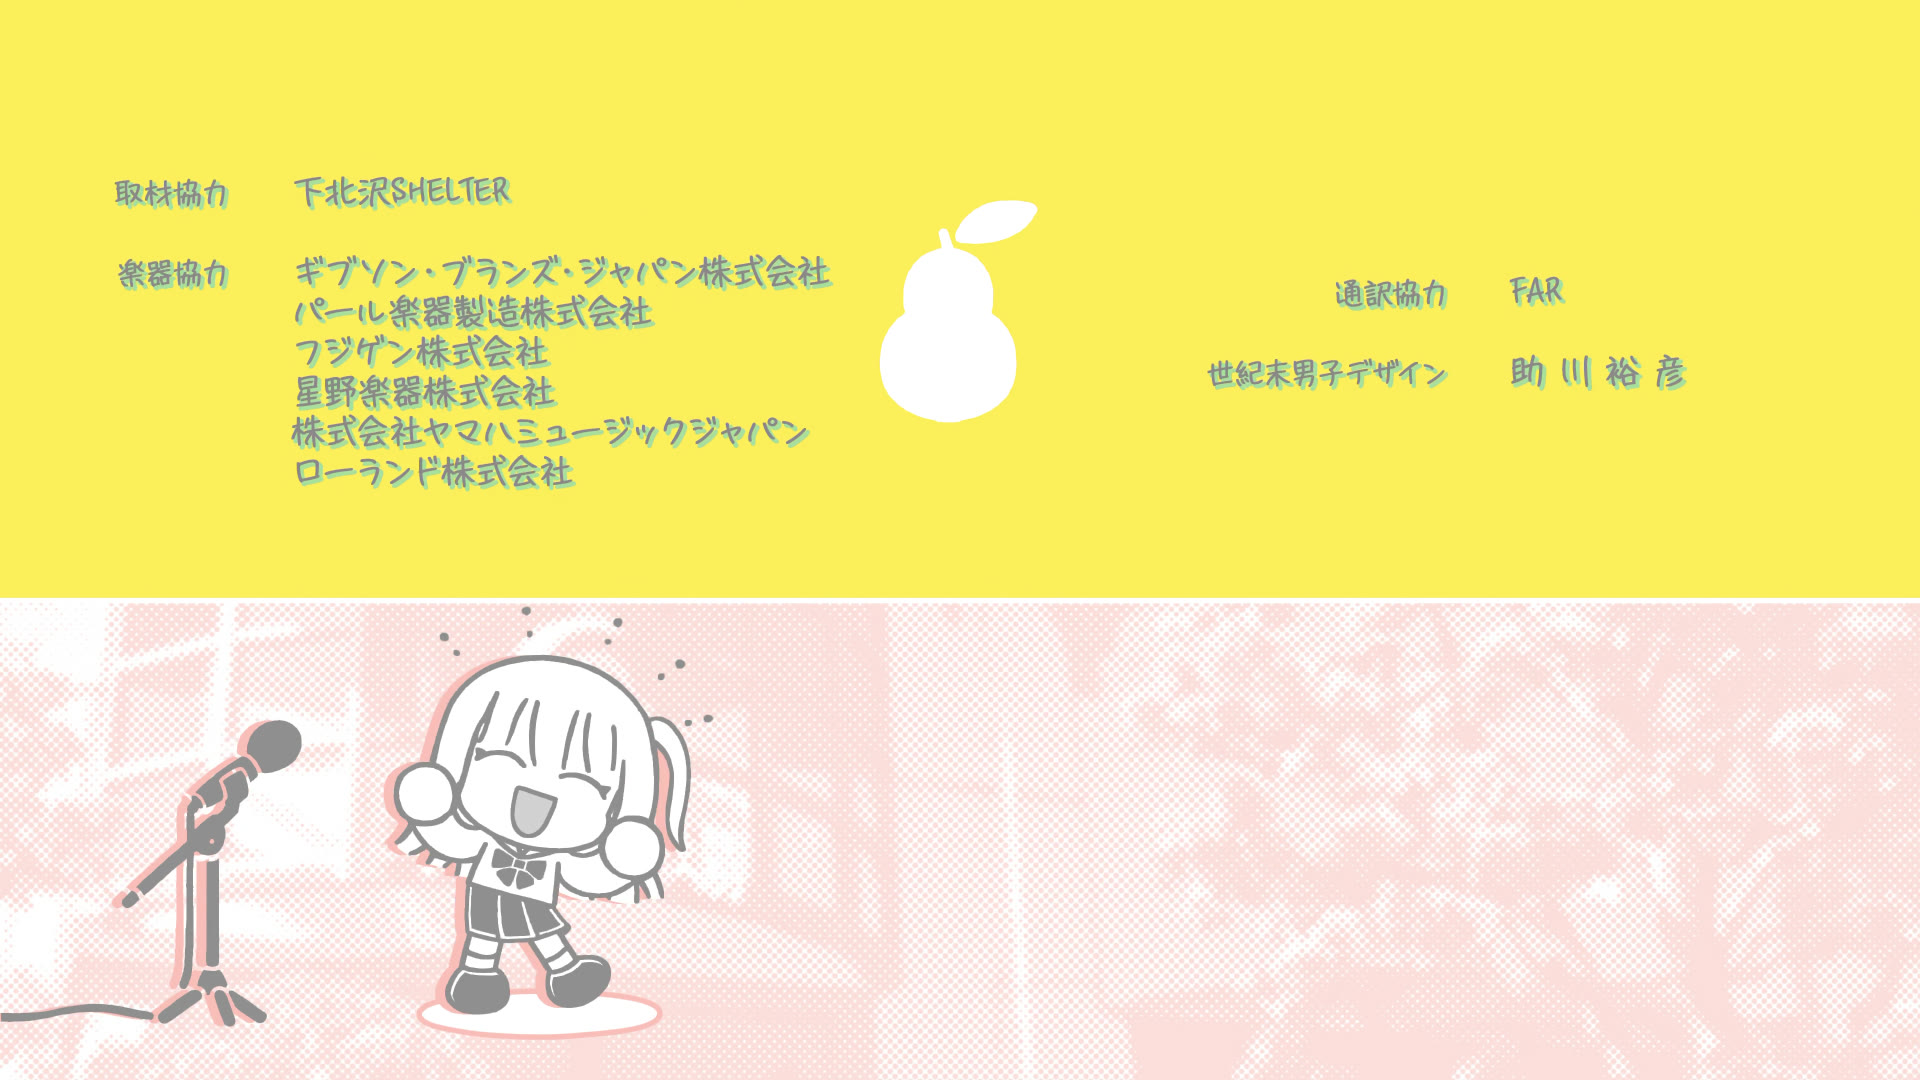 取材協力 下北沢SHELTER
楽器協力 ギブソン・ブランズ・ジャパン株式会社
パール楽器製造株式会社
フジゲン株式会社
星野楽器株式会社
株式会社ヤマハミュージックジャパン
ローランド株式会社
通訳協力 FAR
世紀末男子デザイン 助川裕彦